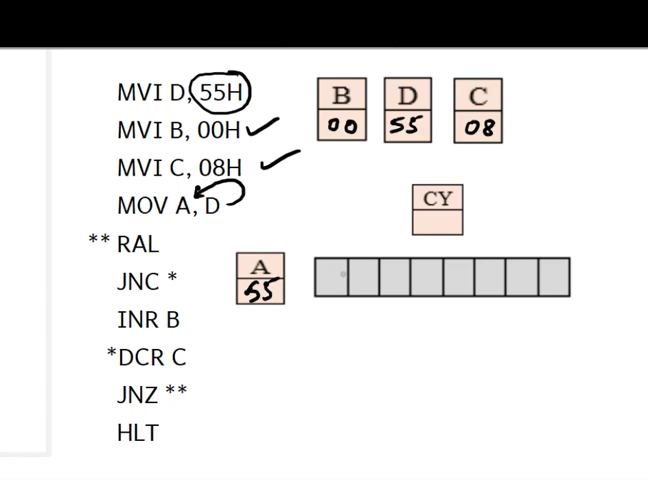 MVI D, 55H
MVI B, 00H
MVI C, 08H
MOV A, D
** RAL
JNC *
INR B
*DCR C
JNZ **
HLT
B D C
00 55 08
CY
A
55